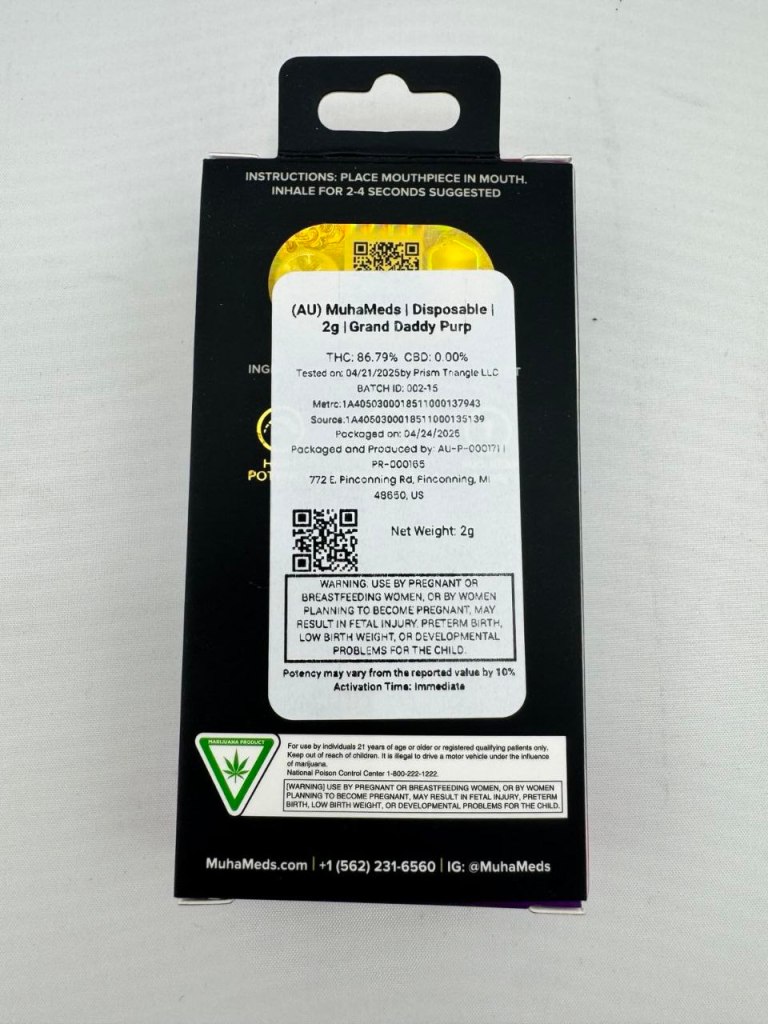 INSTRUCTIONS: PLACE MOUTHPIECE IN MOUTH.
INHALE FOR 2-4 SECONDS SUGGESTED
(AU) MuhaMeds | Disposable |
2g | Grand Daddy Purp
THC: 86.79% CBD: 0.00%
Tested on: 04/21/2025by Prism Triangle LLC
BATCH ID: 002-15
Metrc:1A4050300018511000137943
Source:1A4050300018511000135139
Packaged on: 04/24/2025
Packaged and Produced by: AU-P-000171 |
PR-000165
772 E. Pinconning Rd, Pinconning, MI
48650, US
Net Weight: 2g
WARNING: USE BY PREGNANT OR
BREASTFEEDING WOMEN, OR BY WOMEN
PLANNING TO BECOME PREGNANT, MAY
RESULT IN FETAL INJURY, PRETERM BIRTH,
LOW BIRTH WEIGHT, OR DEVELOPMENTAL
PROBLEMS FOR THE CHILD.
Potency may vary from the reported value by 10%
Activation Time: Immediate
MARIJUANA PRODUCT
For use by individuals 21 years of age or older or registered qualifying patients only.
Keep out of reach of children. It is illegal to drive a motor vehicle under the influence
of marijuana.
National Poison Control Center 1-800-222-1222.
[WARNING] USE BY PREGNANT OR BREASTFEEDING WOMEN, OR BY WOMEN
PLANNING TO BECOME PREGNANT, MAY RESULT IN FETAL INJURY, PRETERM
BIRTH, LOW BIRTH WEIGHT, OR DEVELOPMENTAL PROBLEMS FOR THE CHILD.
MuhaMeds.com | +1 (562) 231-6560 | IG: @MuhaMeds